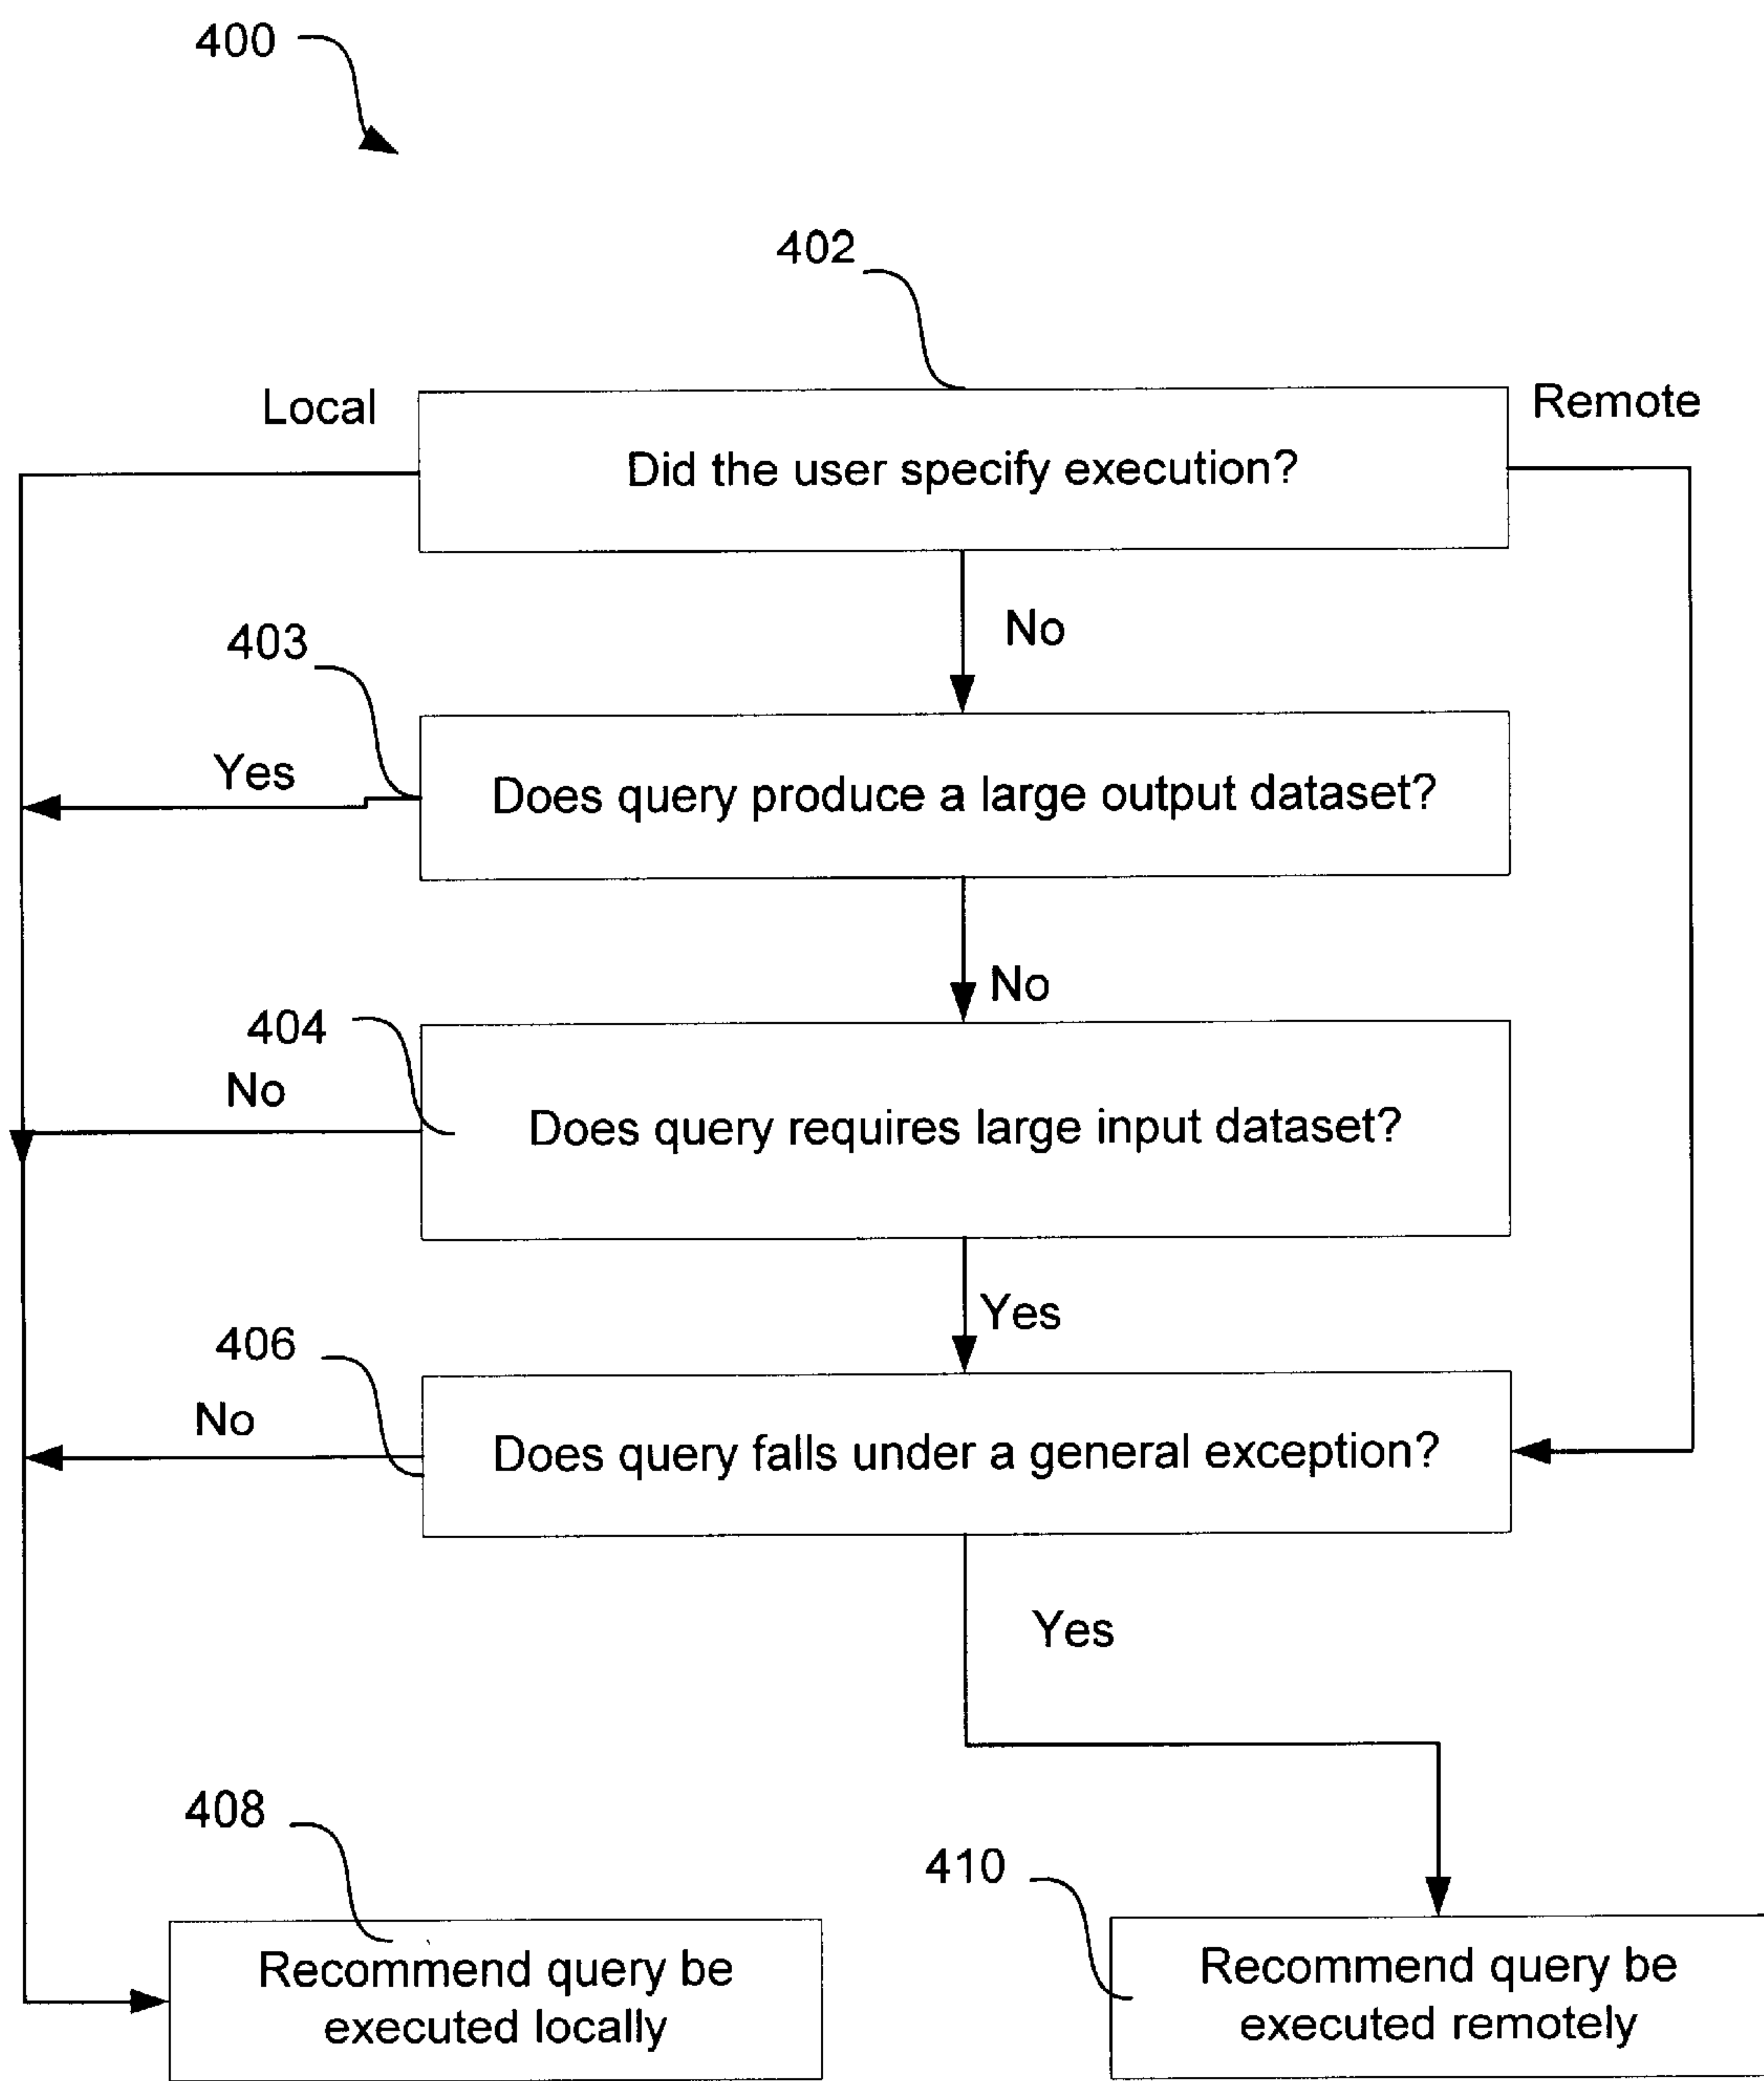 400
402
Local
Remote
Did the user specify execution?
No
403
Yes
Does query produce a large output dataset?
No
404
No
Does query requires large input dataset?
Yes
406
No
Does query falls under a general exception?
Yes
408
410
Recommend query be
executed locally
Recommend query be
executed remotely